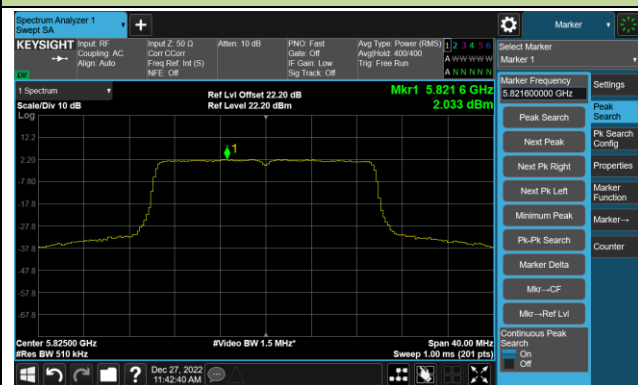 Spectrum Analyzer 1
Swept SA
KEYSIGHT
Input: RF
Coupling: AC
Align: Auto
Input Z: 50 Ω
Corr CCorr
Freq Ref: Int (S)
NFE: Off
Atten: 10 dB
PNO: Fast
Gate: Off
IF Gain: Low
Sig Track: Off
Avg Type: Power (RMS)
Avg|Hold: 400/400
Trig: Free Run
1 2 3 4 5 6
A W W W W W
A N N N N N
1 Spectrum
Scale/Div 10 dB
Log
Ref Lvl Offset 22.20 dB
Ref Level 22.20 dBm
Mkr1 5.821 6 GHz
2.033 dBm
1
12.2
2.20
-7.80
-17.8
-27.8
-37.8
-47.8
-57.8
-67.8
Center 5.82500 GHz
#Res BW 510 kHz
#Video BW 1.5 MHz*
Span 40.00 MHz
Sweep 1.00 ms (201 pts)
Dec 27, 2022
11:42:40 AM
Marker
Select Marker
Marker 1
Marker Frequency
5.821600000 GHz
Peak Search
Next Peak
Next Pk Right
Next Pk Left
Minimum Peak
Pk-Pk Search
Marker Delta
Mkr→CF
Mkr→Ref Lvl
Continuous Peak
Search
On
Off
Settings
Peak
Search
Pk Search
Config
Properties
Marker
Function
Marker→
Counter